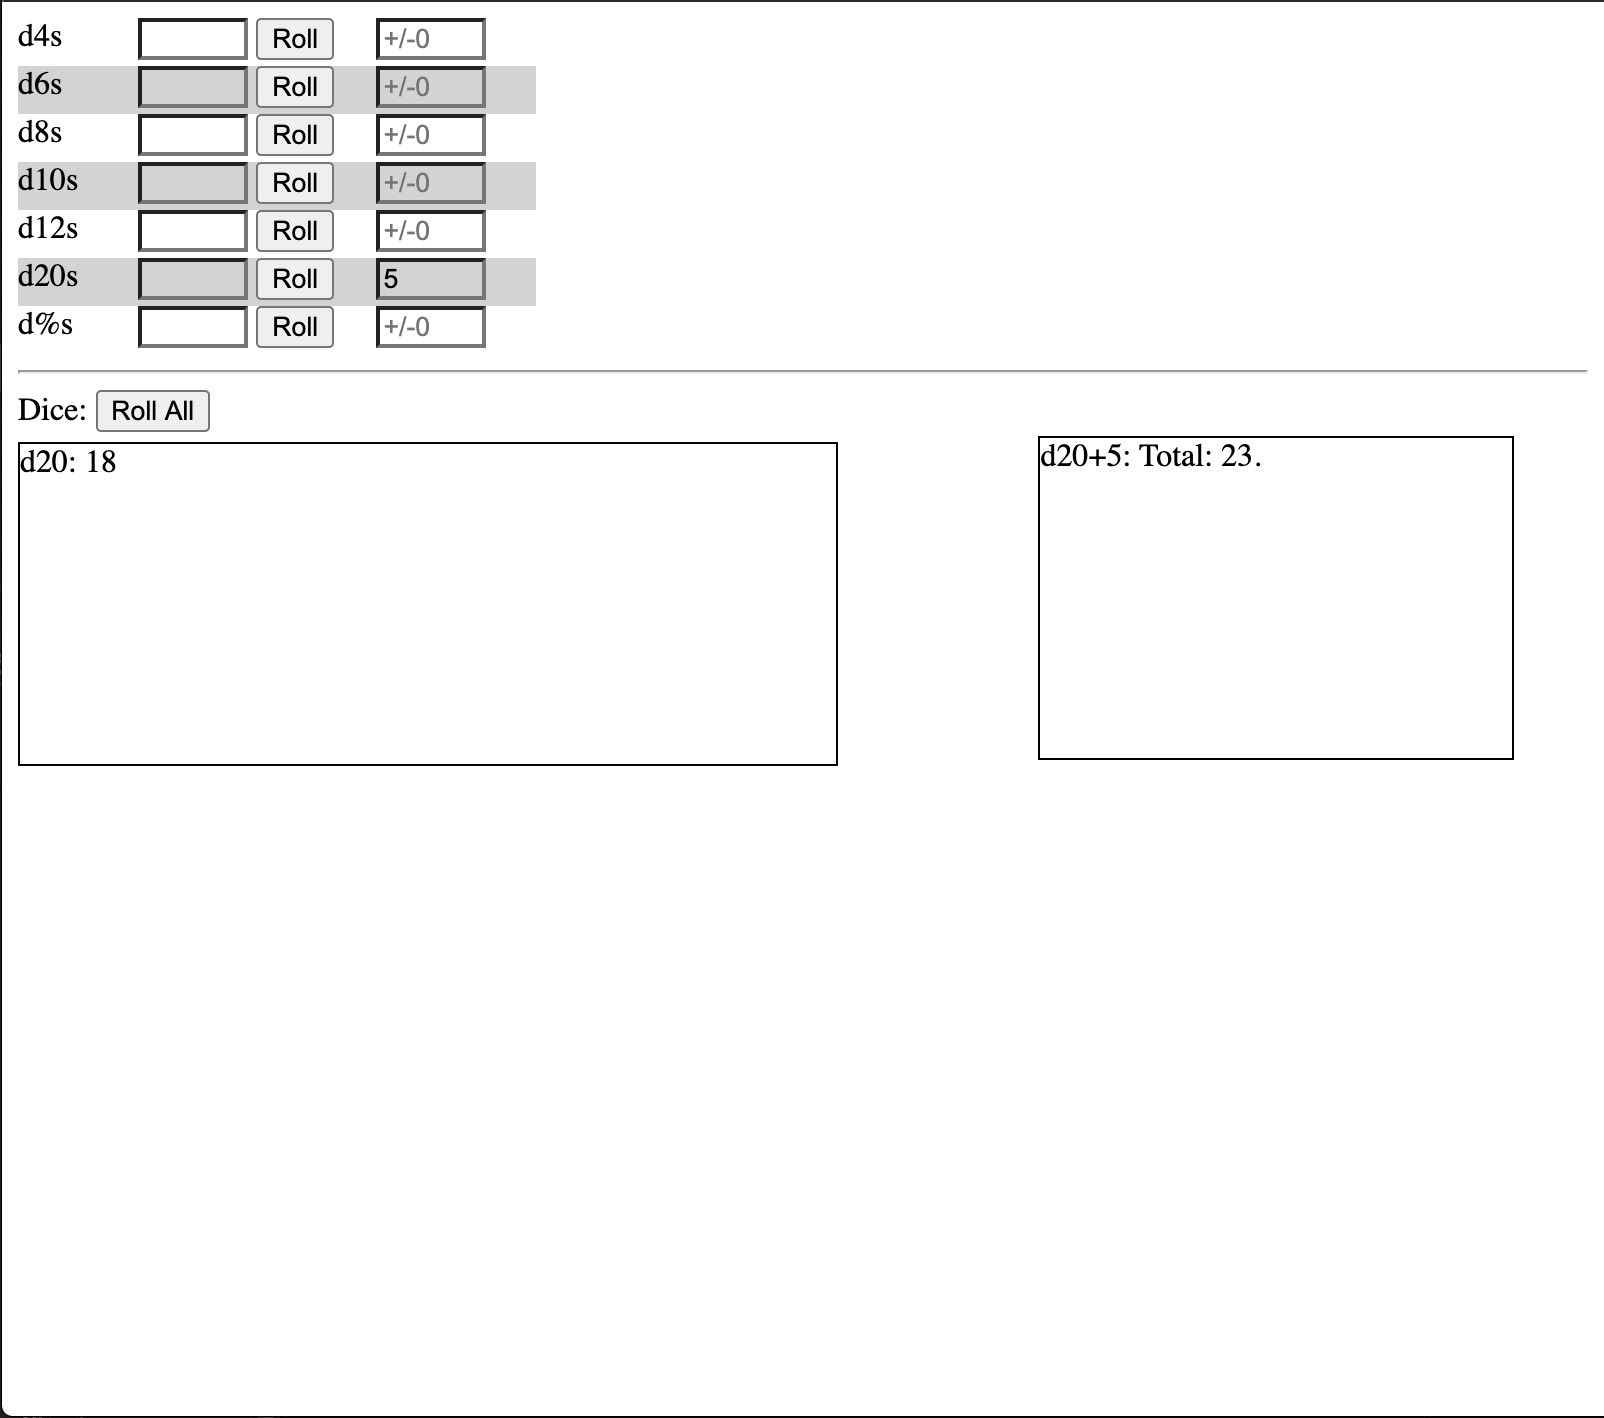 d4s Roll +/-0
d6s Roll +/-0
d8s Roll +/-0
d10s Roll +/-0
d12s Roll +/-0
d20s Roll 5
d%s Roll +/-0
Dice: Roll All
d20: 18
d20+5: Total: 23.